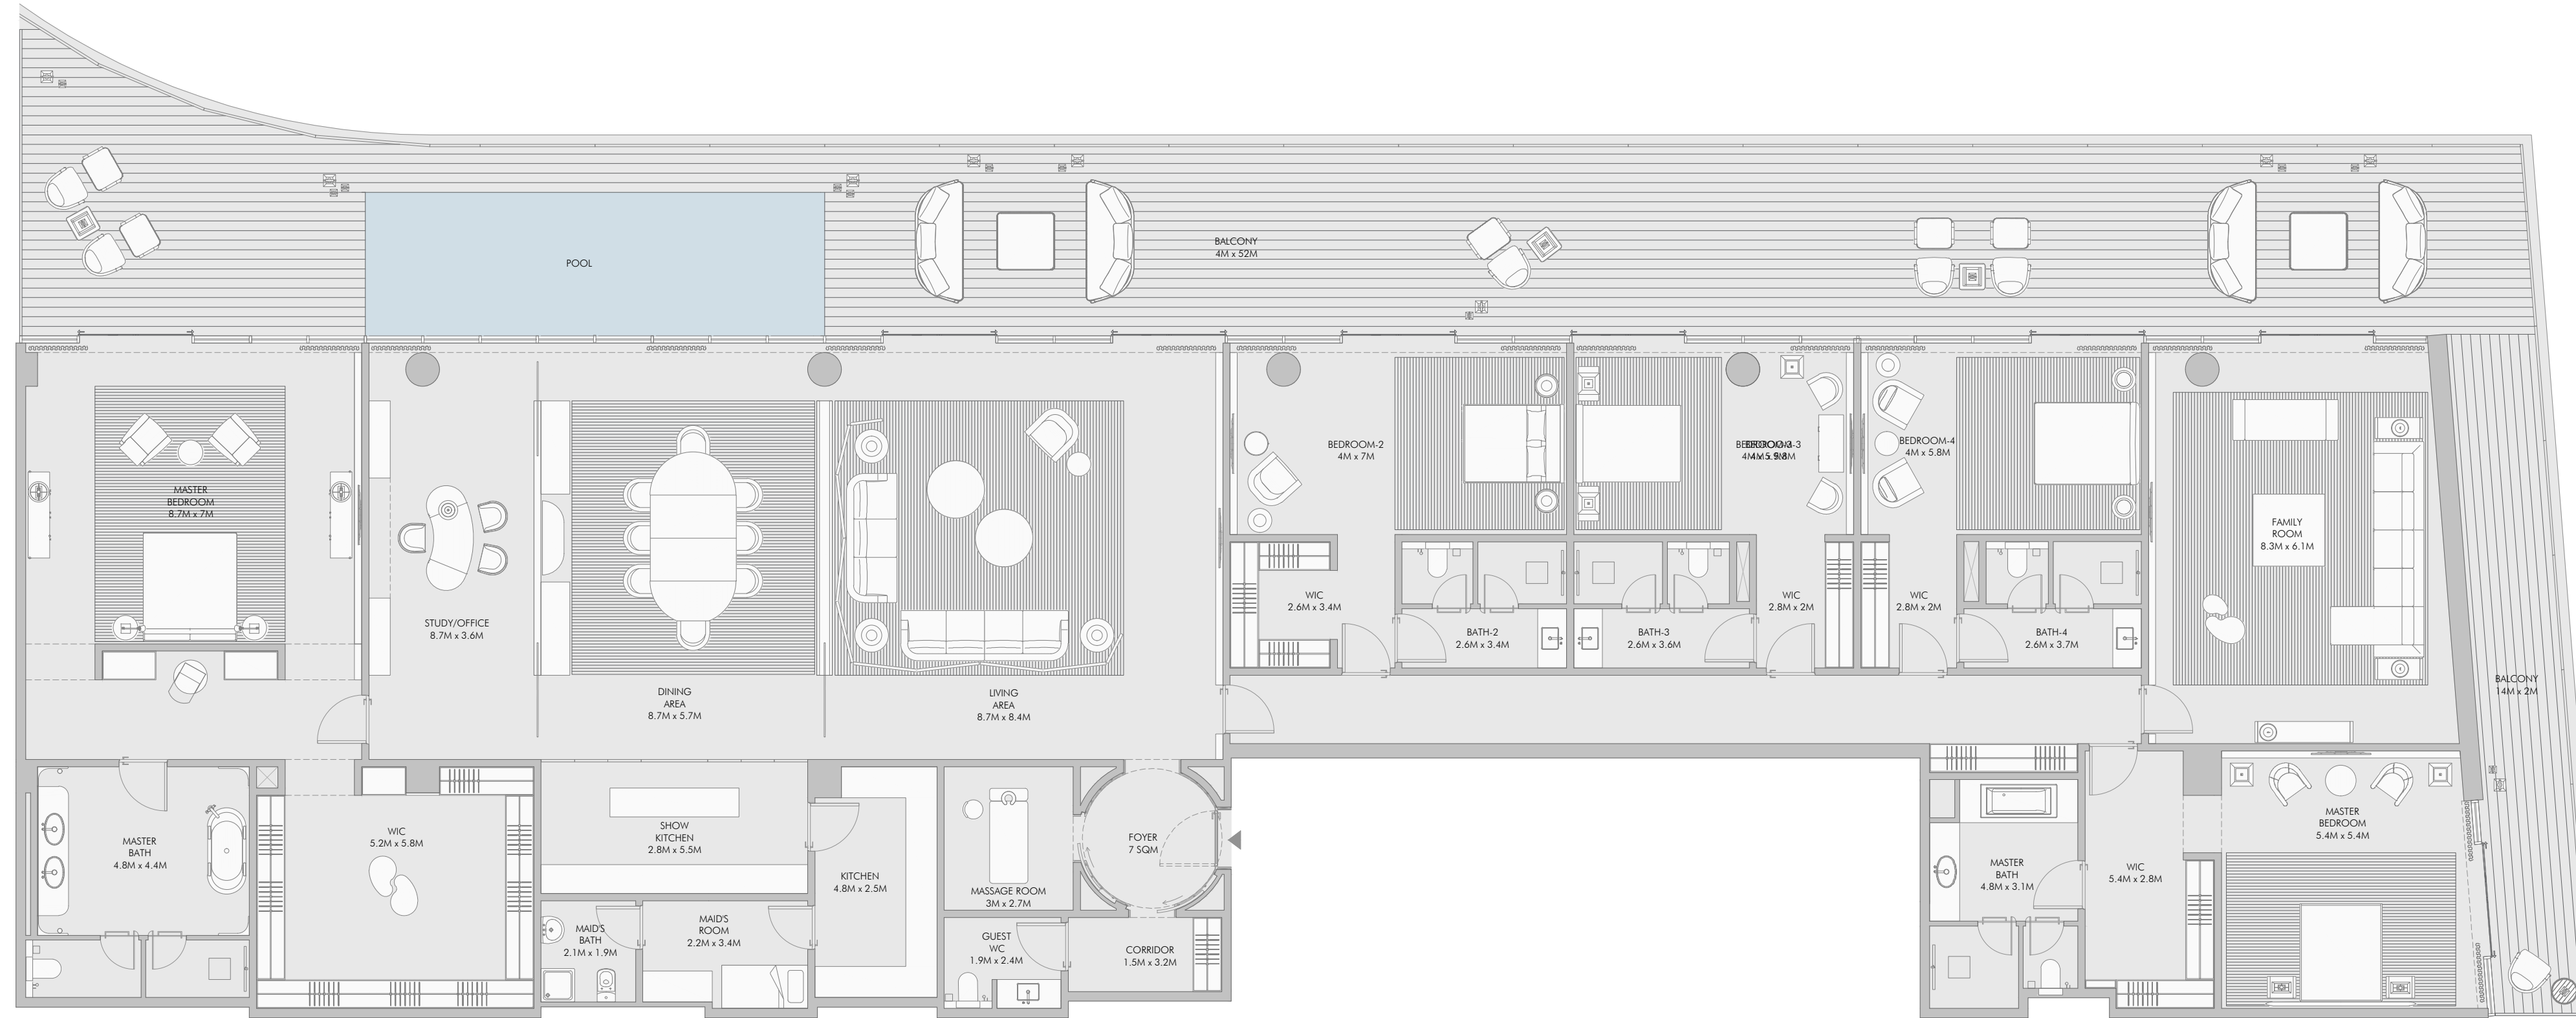 POOL
BALCONY
4M x 52M
MASTER
BEDROOM
8.7M x 7M
STUDY/OFFICE
8.7M x 3.6M
DINING
AREA
8.7M x 5.7M
LIVING
AREA
8.7M x 8.4M
BEDROOM-2
4M x 7M
WIC
2.6M x 3.4M
BATH-2
2.6M x 3.4M
BATH-3
2.6M x 3.6M
WIC
2.8M x 2M
BEDROOM-4
4M x 5.8M
WIC
2.8M x 2M
BATH-4
2.6M x 3.7M
FAMILY
ROOM
8.3M x 6.1M
BALCONY
14M x 2M
MASTER
BATH
4.8M x 4.4M
WIC
5.2M x 5.8M
SHOW
KITCHEN
2.8M x 5.5M
MAID'S
BATH
2.1M x 1.9M
MAID'S
ROOM
2.2M x 3.4M
KITCHEN
4.8M x 2.5M
MASSAGE ROOM
3M x 2.7M
FOYER
7 SQM
GUEST
WC
1.9M x 2.4M
CORRIDOR
1.5M x 3.2M
MASTER
BATH
4.8M x 3.1M
WIC
5.4M x 2.8M
MASTER
BEDROOM
5.4M x 5.4M